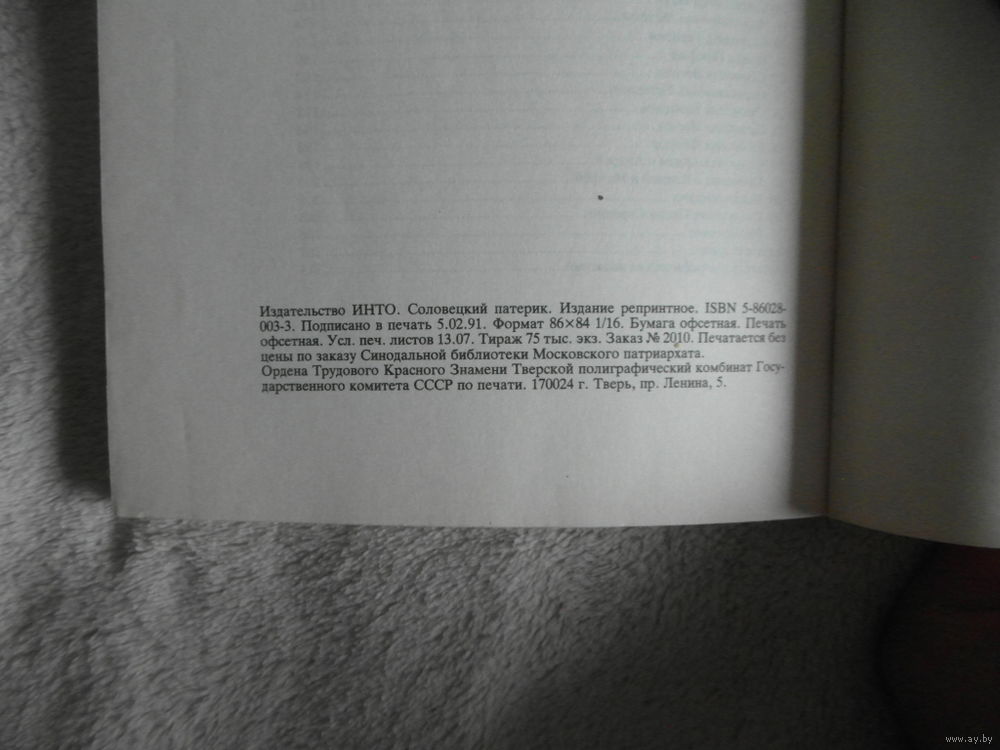 Издательство ИНТО. Соловецкий патерик. Издание репринтное. ISBN 5-86028-
003-3. Подписано в печать 5.02.91. Формат 86×84 1/16. Бумага офсетная. Печать
офсетная. Усл. печ. листов 13.07. Тираж 75 тыс. экз. Заказ № 2010. Печатается без
цены по заказу Синодальной библиотеки Московского патриархата.
Ордена Трудового Красного Знамени Тверской полиграфический комбинат Госу-
дарственного комитета СССР по печати. 170024 г. Тверь, пр. Ленина, 5.
www.ay.by